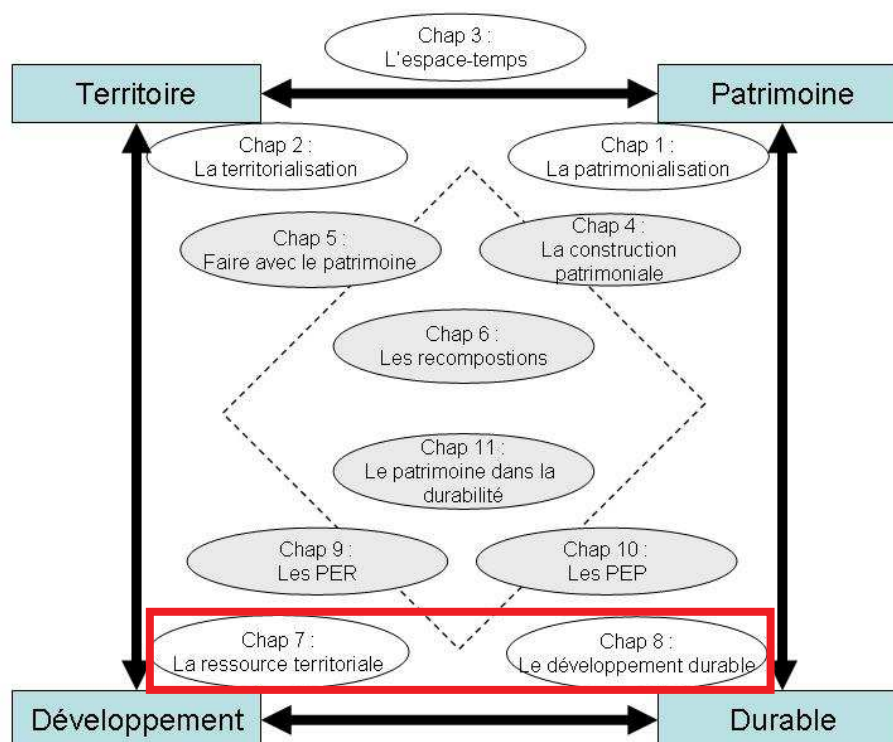 Chap 3 :
L'espace-temps
Territoire
Patrimoine
Chap 2 :
La territorialisation
Chap 1 :
La patrimonialisation
Chap 5 :
Faire avec le patrimoine
Chap 4 :
La construction
patrimoniale
Chap 6 :
Les recompostions
Chap 11 :
Le patrimoine dans la
durabilité
Chap 9 :
Les PER
Chap 10 :
Les PEP
Chap 7 :
La ressource territoriale
Chap 8 :
Le développement durable
Développement
Durable